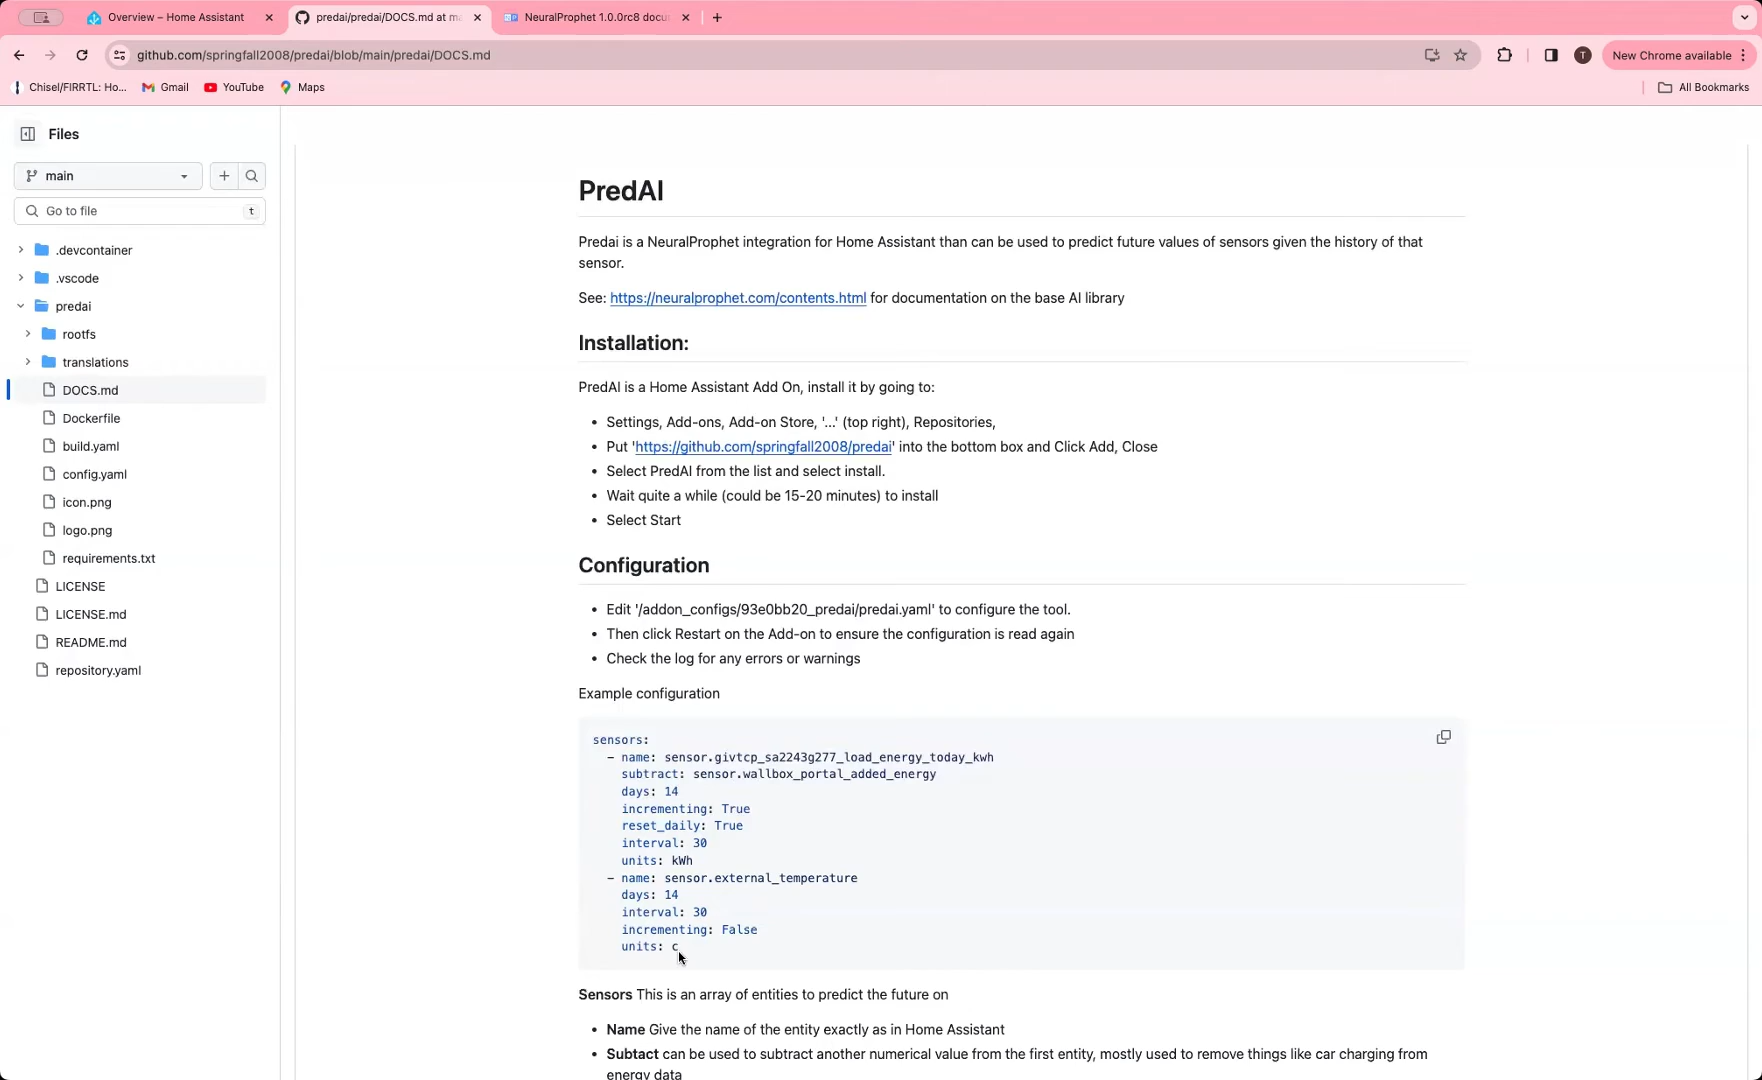 Overview – Home Assistant
predai/predai/DOCS.md at ma
NeuralProphet 1.0.0rc8 docu
github.com/springfall2008/predai/blob/main/predai/DOCS.md
T
New Chrome available
Chisel/FIRRTL: Ho...
Gmail
YouTube
Maps
All Bookmarks
Files
main
Go to file
t
.devcontainer
.vscode
predai
rootfs
translations
DOCS.md
Dockerfile
build.yaml
config.yaml
icon.png
logo.png
requirements.txt
LICENSE
LICENSE.md
README.md
repository.yaml
PredAI
Predai is a NeuralProphet integration for Home Assistant than can be used to predict future values of sensors given the history of that
sensor.
See: https://neuralprophet.com/contents.html for documentation on the base AI library
Installation:
PredAI is a Home Assistant Add On, install it by going to:
• Settings, Add-ons, Add-on Store, '...' (top right), Repositories,
• Put 'https://github.com/springfall2008/predai' into the bottom box and Click Add, Close
• Select PredAI from the list and select install.
• Wait quite a while (could be 15-20 minutes) to install
• Select Start
Configuration
• Edit '/addon_configs/93e0bb20_predai/predai.yaml' to configure the tool.
• Then click Restart on the Add-on to ensure the configuration is read again
• Check the log for any errors or warnings
Example configuration
sensors:
- name: sensor.givtcp_sa2243g277_load_energy_today_kwh
subtract: sensor.wallbox_portal_added_energy
days: 14
incrementing: True
reset_daily: True
interval: 30
units: kWh
- name: sensor.external_temperature
days: 14
interval: 30
incrementing: False
units: c
Sensors This is an array of entities to predict the future on
• Name Give the name of the entity exactly as in Home Assistant
• Subtact can be used to subtract another numerical value from the first entity, mostly used to remove things like car charging from
energy data